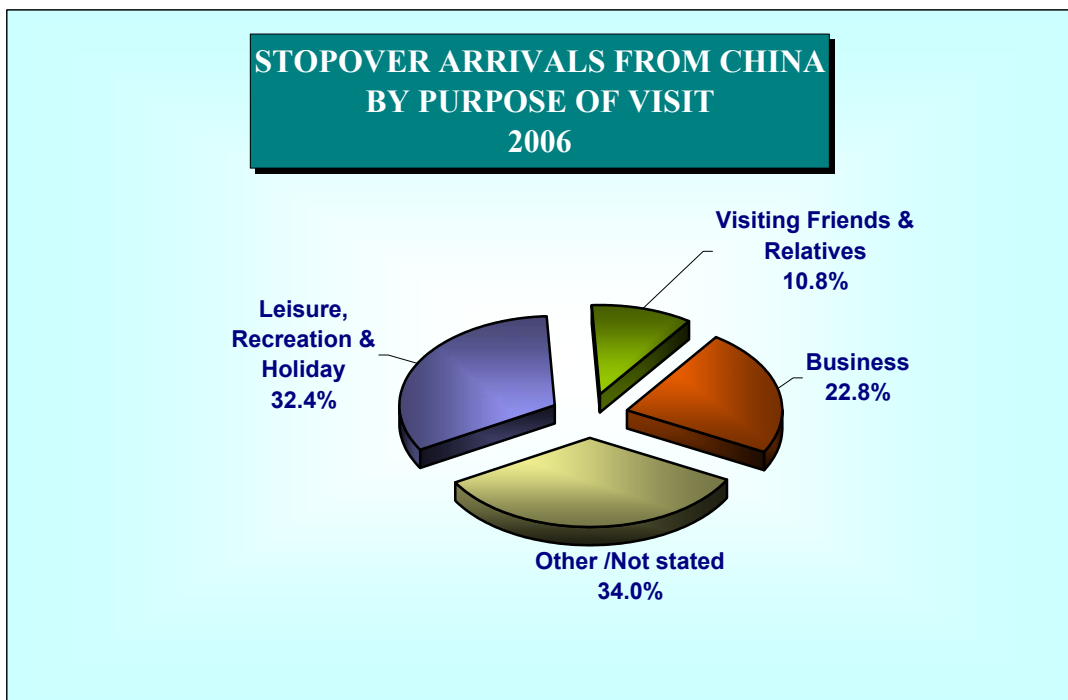 STOPOVER ARRIVALS FROM CHINA
BY PURPOSE OF VISIT
2006
Visiting Friends &
Relatives
10.8%
Leisure,
Recreation &
Holiday
32.4%
Business
22.8%
Other /Not stated
34.0%